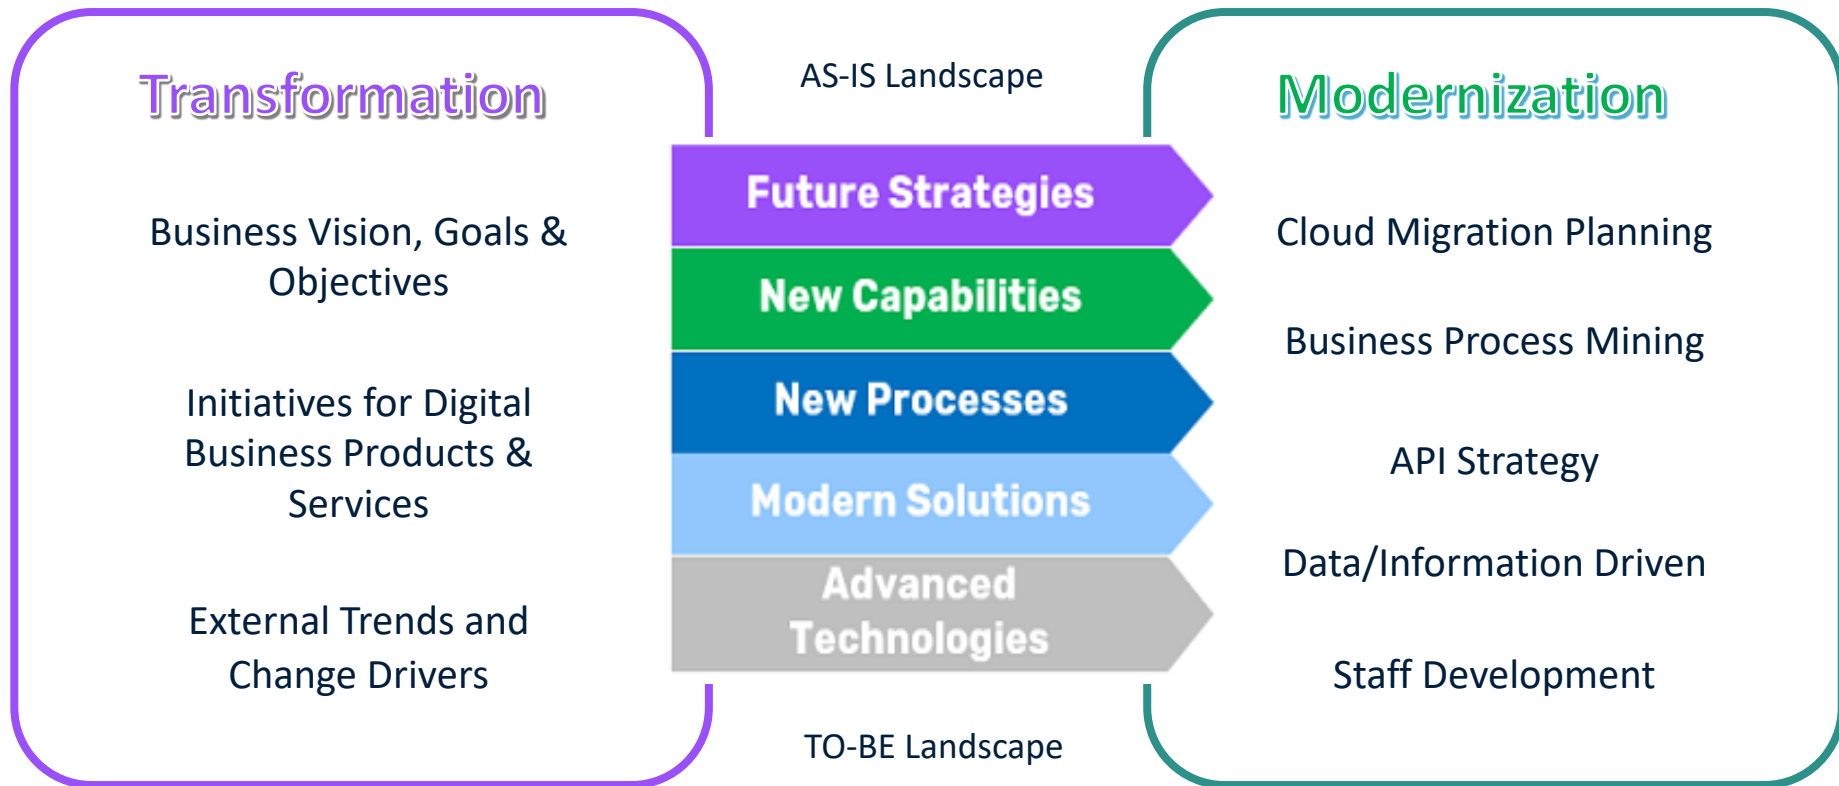 Transformation
Business Vision, Goals &
Objectives
Initiatives for Digital
Business Products &
Services
External Trends and
Change Drivers
AS-IS Landscape
Future Strategies
New Capabilities
New Processes
Modern Solutions
Advanced
Technologies
TO-BE Landscape
Modernization
Cloud Migration Planning
Business Process Mining
API Strategy
Data/Information Driven
Staff Development